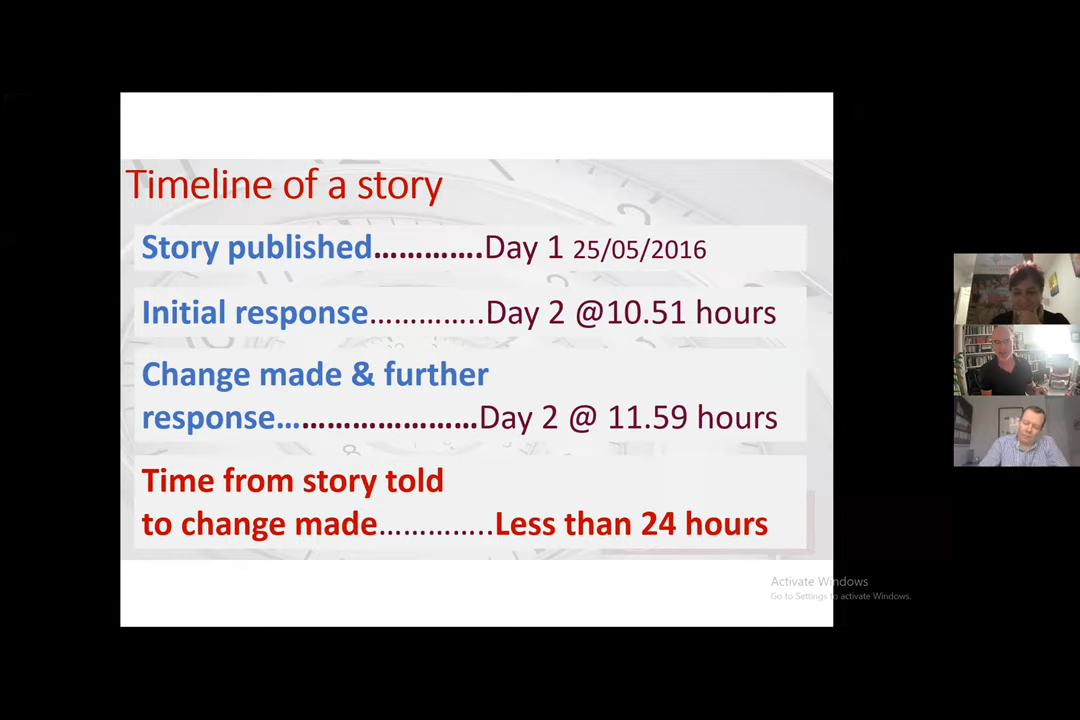 Timeline of a story
Story published………….Day 1 25/05/2016
Initial response…………..Day 2 @10.51 hours
Change made & further
response…………………….Day 2 @ 11.59 hours
Time from story told
to change made…………..Less than 24 hours
Activate Windows
Go to Settings to activate Windows.